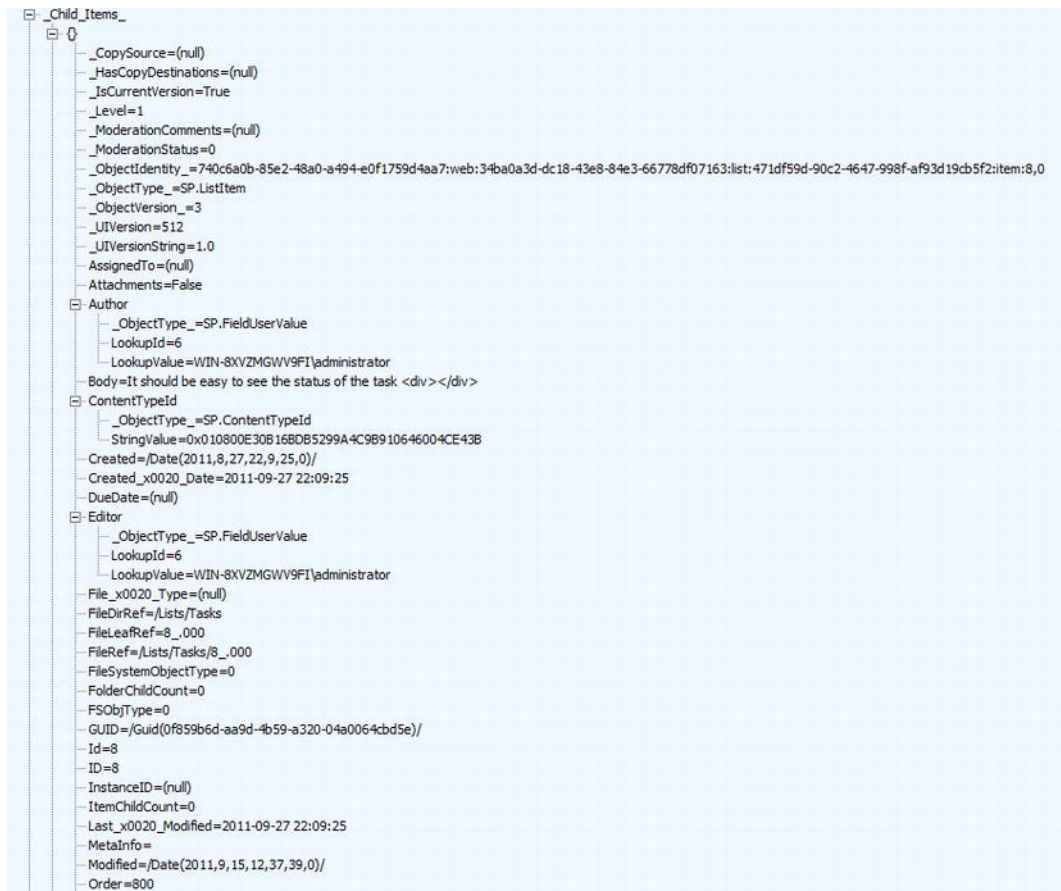 _Child_Items_
{}
_CopySource=(null)
_HasCopyDestinations=(null)
_IsCurrentVersion=True
_Level=1
_ModerationComments=(null)
_ModerationStatus=0
_ObjectIdentity_=740c6a0b-85e2-48a0-a494-e0f1759d4aa7:web:34ba0a3d-dc18-43e8-84e3-66778df07163:list:471df59d-90c2-4647-998f-af93d19cb5f2:item:8,0
_ObjectType_=SP.ListItem
_ObjectVersion_=3
_UIVersion=512
_UIVersionString=1.0
AssignedTo=(null)
Attachments=False
Author
_ObjectType_=SP.FieldUserValue
LookupId=6
LookupValue=WIN-8XVZMGWV9FI\administrator
Body=It should be easy to see the status of the task <div></div>
ContentTypeId
_ObjectType_=SP.ContentTypeId
StringValue=0x010800E30B16BDB5299A4C9B910646004CE43B
Created=/Date(2011,8,27,22,9,25,0)/
Created_x0020_Date=2011-09-27 22:09:25
DueDate=(null)
Editor
_ObjectType_=SP.FieldUserValue
LookupId=6
LookupValue=WIN-8XVZMGWV9FI\administrator
File_x0020_Type=(null)
FileDirRef=/Lists/Tasks
FileLeafRef=8_.000
FileRef=/Lists/Tasks/8_.000
FileSystemObjectType=0
FolderChildCount=0
FSObjType=0
GUID=/Guid(0f859b6d-aa9d-4b59-a320-04a0064cbd5e)/
Id=8
ID=8
InstanceID=(null)
ItemChildCount=0
Last_x0020_Modified=2011-09-27 22:09:25
MetaInfo=
Modified=/Date(2011,9,15,12,37,39,0)/
Order=800